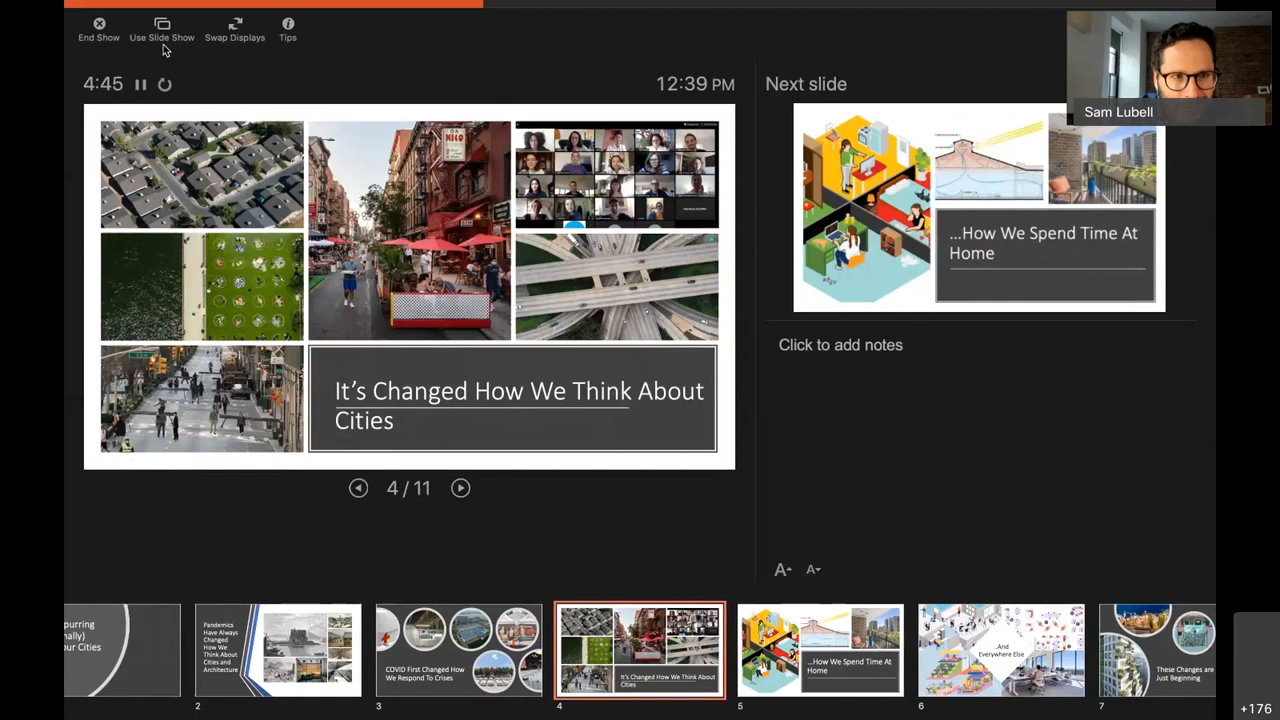 End Show
Use Slide Show
Swap Displays
Tips
4:45
12:39 PM
Next slide
Sam Lubell
DA
NICO
It's Changed How We Think About
Cities
...How We Spend Time At
Home
Click to add notes
4 / 11
A
A
purring
nally)
our Cities
Pandemics
Have Always
Changed
How We
Think About
Cities and
Architecture
COVID First Changed How
We Respond To Crises
It's Changed How We Think About
Cities
...How We Spend Time At
Home
...And
Everywhere Else
These Changes are
Just Beginning
2
3
4
5
6
7
+176